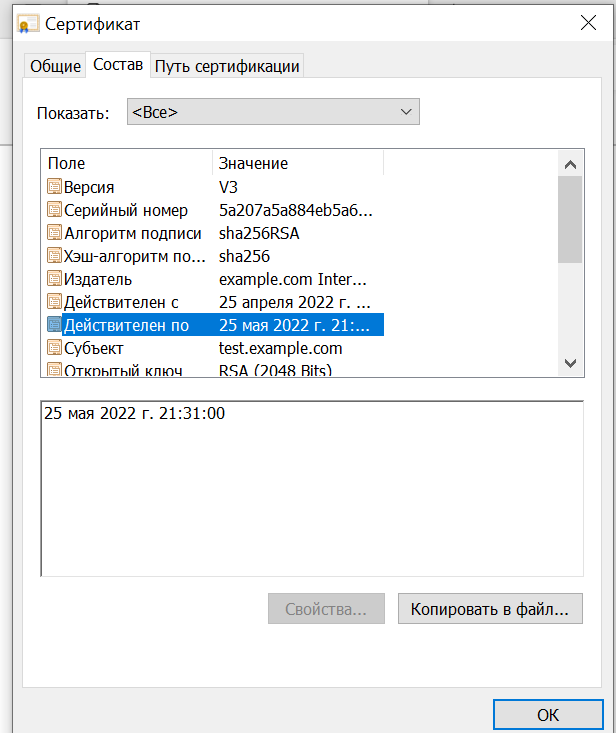 Сертификат
Общие Состав Путь сертификации
Показать: <Все>
Поле Значение
Версия V3
Серийный номер 5a207a5a884eb5a6...
Алгоритм подписи sha256RSA
Хэш-алгоритм по... sha256
Издатель example.com Inter...
Действителен с 25 апреля 2022 г. ...
Действителен по 25 мая 2022 г. 21:...
Субъект test.example.com
Открытый ключ RSA (2048 Bits)
25 мая 2022 г. 21:31:00
Свойства... Копировать в файл...
ОК